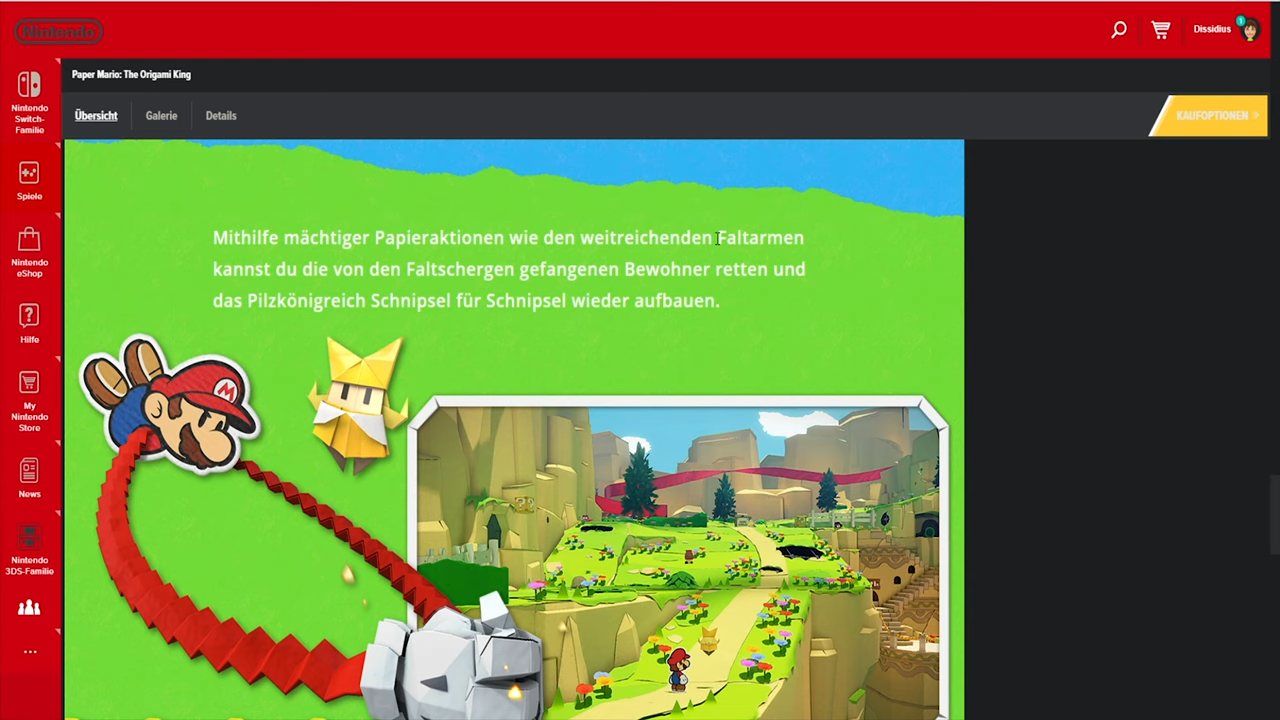 Nintendo
Dissidius
1
Paper Mario: The Origami King
Übersicht
Galerie
Details
KAUFOPTIONEN >
Nintendo
Switch-
Familie
Spiele
Nintendo
eShop
Hilfe
My
Nintendo
Store
News
Nintendo
3DS-Familie
...
Mithilfe mächtiger Papieraktionen wie den weitreichenden Faltarmen
kannst du die von den Faltschergen gefangenen Bewohner retten und
das Pilzkönigreich Schnipsel für Schnipsel wieder aufbauen.
M